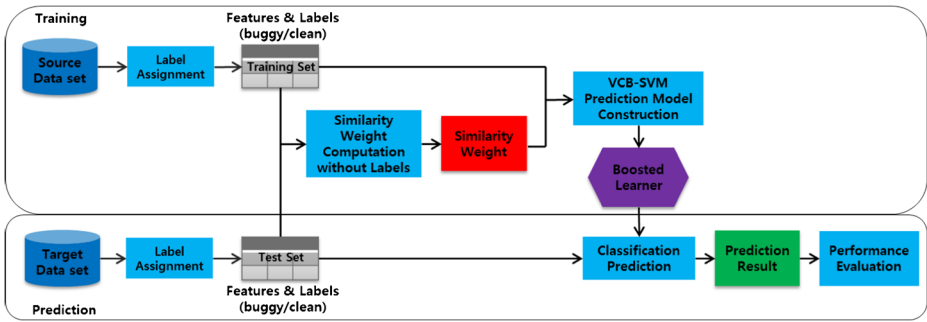 Training
Features & Labels
(buggy/clean)
Source
Data set
Label
Assignment
Training Set
VCB-SVM
Prediction Model
Construction
Similarity
Weight
Computation
without Labels
Similarity
Weight
Boosted
Learner
Target
Data set
Label
Assignment
Test Set
Features & Labels
(buggy/clean)
Classification
Prediction
Prediction
Result
Performance
Evaluation
Prediction